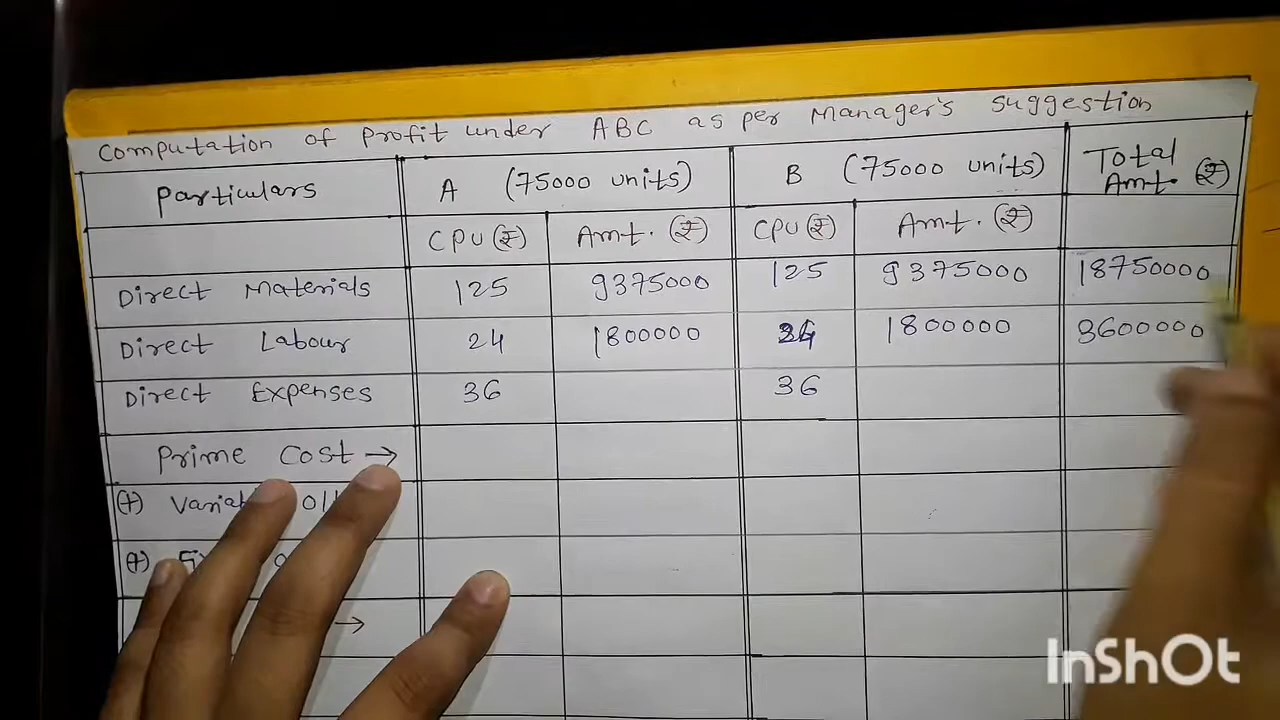 Computation of Profit under ABC as per Manager's suggestion
Particulars A (75000 units) B (75000 units) Total Amt. (₹)
CPU (₹) Amt. (₹) CPU (₹) Amt. (₹)
Direct Materials 125 9375000 125 9375000 18750000
Direct Labour 24 1800000 24 1800000 3600000
Direct Expenses 36 36
Prime Cost →
(+)
(+)
→
InShOt